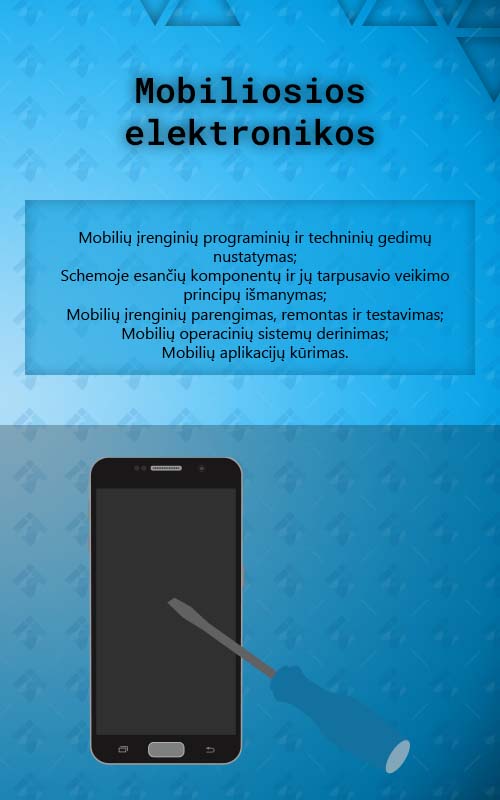 Mobiliosios
elektronikos
Mobilių įrenginių programinių ir techninių gedimų
nustatymas;
Schemoje esančių komponentų ir jų tarpusavio veikimo
principų išmanymas;
Mobilių įrenginių parengimas, remontas ir testavimas;
Mobilių operacinių sistemų derinimas;
Mobilių aplikacijų kūrimas.